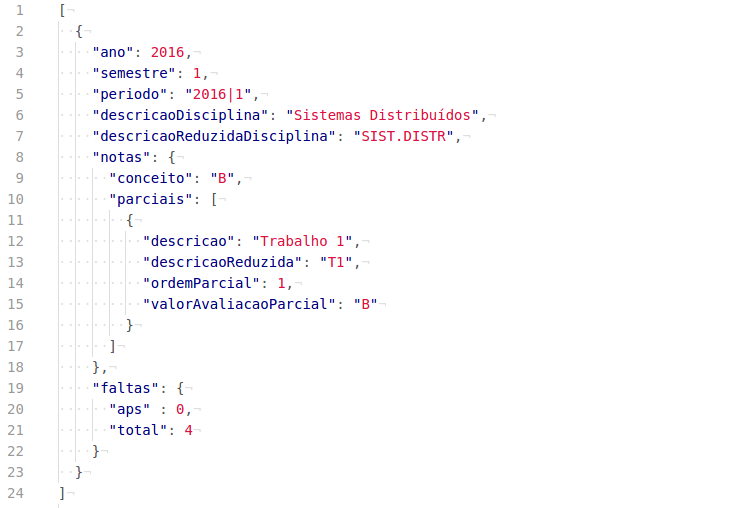 1 [
2   {
3     "ano": 2016,
4     "semestre": 1,
5     "periodo": "2016|1",
6     "descricaoDisciplina": "Sistemas Distribuídos",
7     "descricaoReduzidaDisciplina": "SIST.DISTR",
8     "notas": {
9       "conceito": "B",
10       "parciais": [
11         {
12           "descricao": "Trabalho 1",
13           "descricaoReduzida": "T1",
14           "ordemParcial": 1,
15           "valorAvaliacaoParcial": "B"
16         }
17       ]
18     },
19     "faltas": {
20       "aps" : 0,
21       "total": 4
22     }
23   }
24 ]